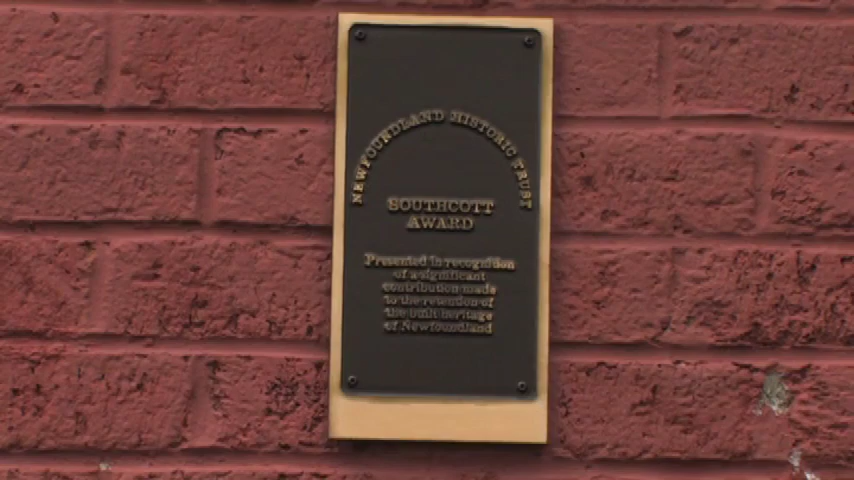 NEWFOUNDLAND HISTORIC TRUST
SOUTHCOTT
AWARD
Presented in recognition
of a significant
contribution made
to the retention of
the built heritage
of Newfoundland